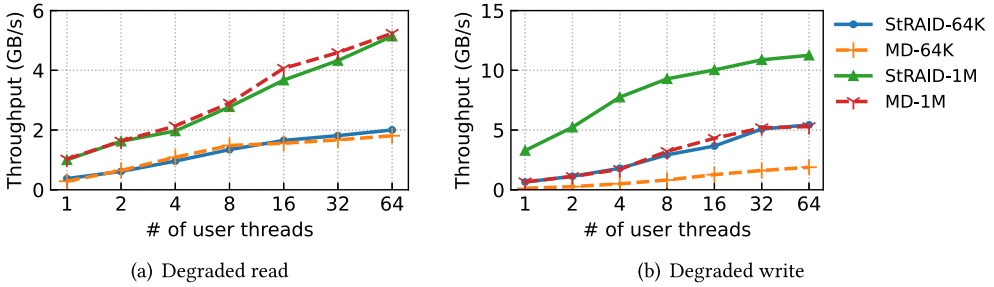 Throughput (GB/s)
6
4
2
0
1 2 4 8 16 32 64
# of user threads
(a) Degraded read
Throughput (GB/s)
15
10
5
0
1 2 4 8 16 32 64
# of user threads
(b) Degraded write
StRAID-64K
MD-64K
StRAID-1M
MD-1M